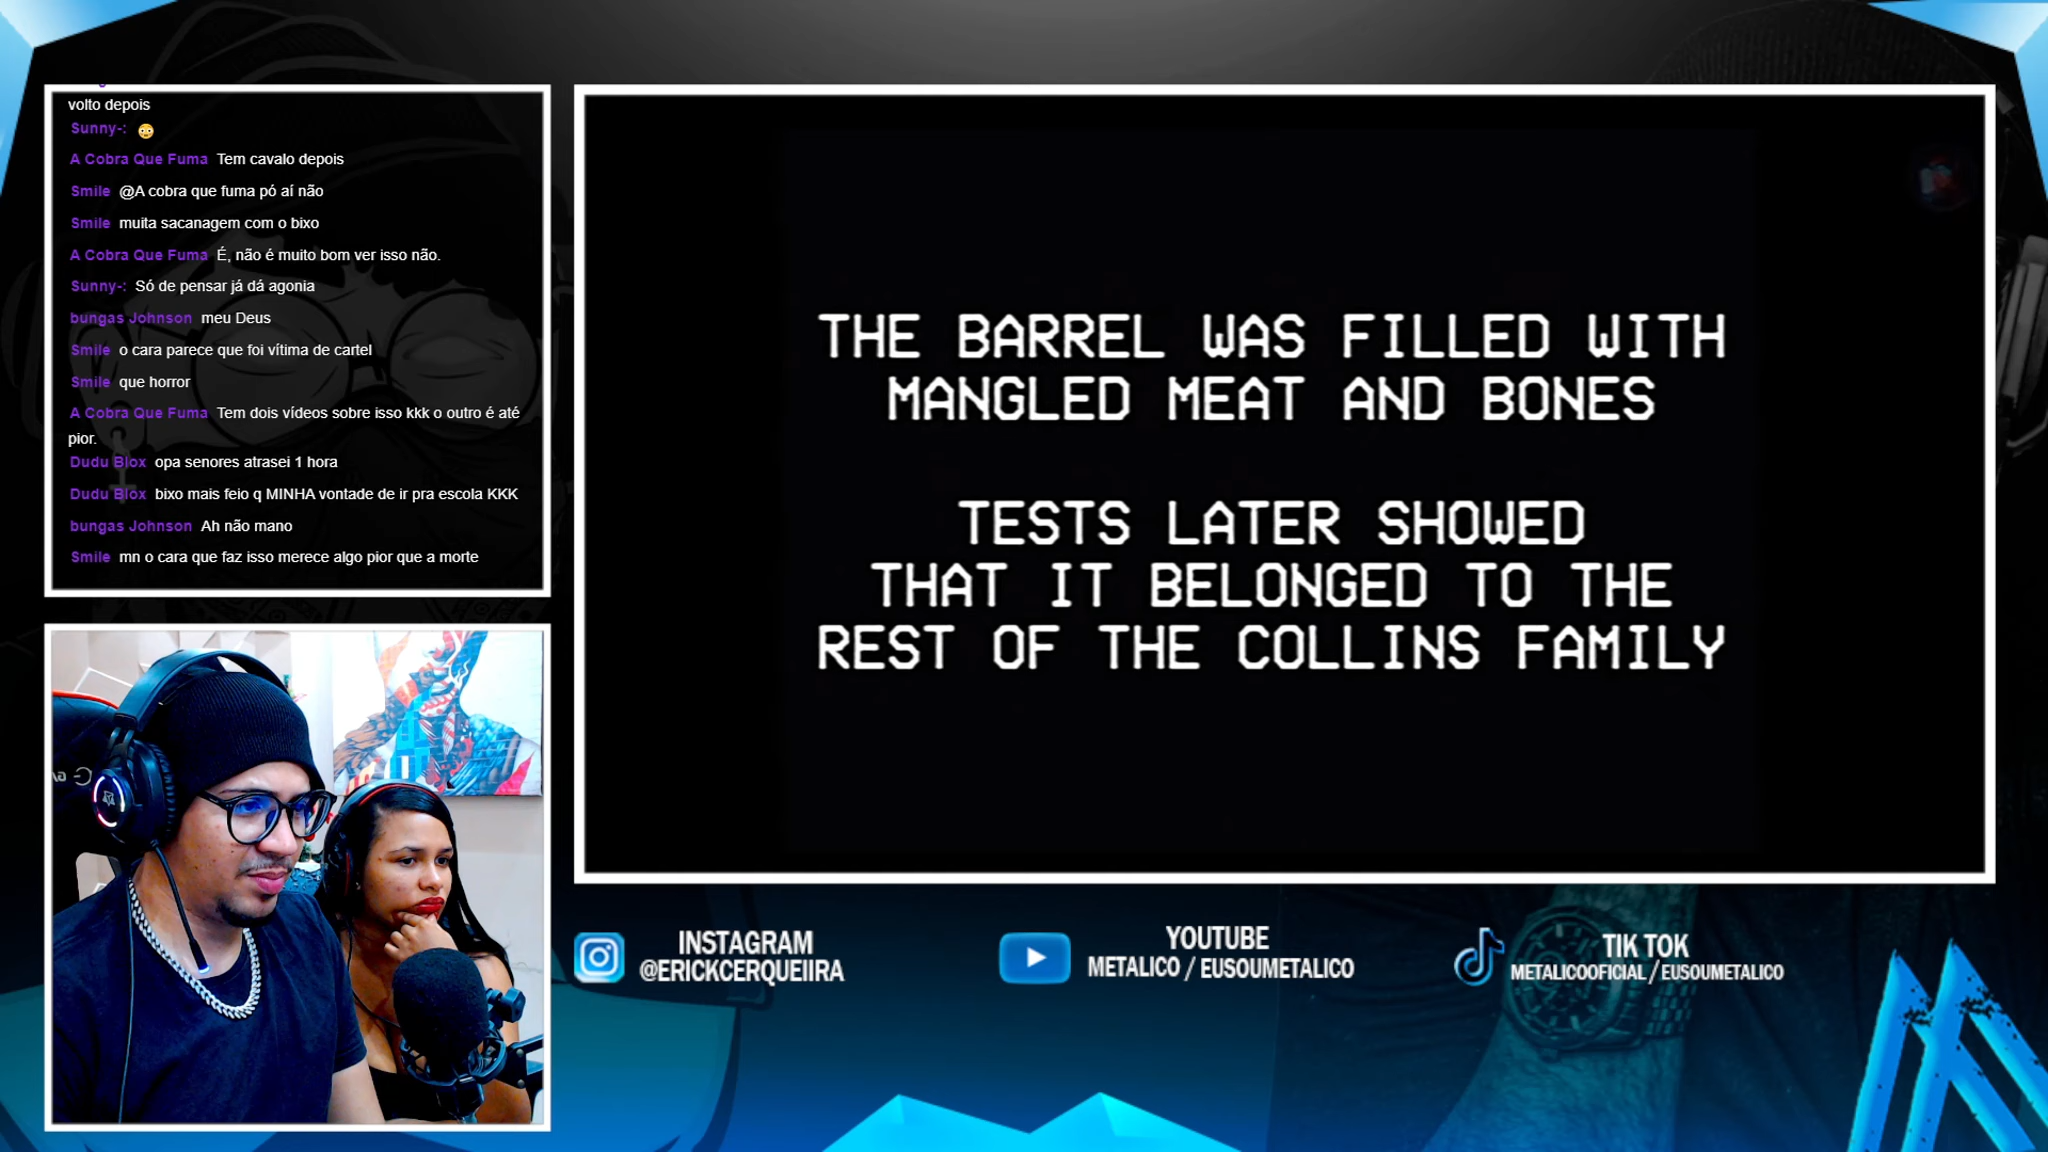 volto depois
Sunny-: 😳
A Cobra Que Fuma Tem cavalo depois
Smile @A cobra que fuma pó aí não
Smile muita sacanagem com o bixo
A Cobra Que Fuma É, não é muito bom ver isso não.
Sunny-: Só de pensar já dá agonia
bungas Johnson meu Deus
Smile o cara parece que foi vítima de cartel
Smile que horror
A Cobra Que Fuma Tem dois vídeos sobre isso kkk o outro é até
pior.
Dudu Blox opa senores atrasei 1 hora
Dudu Blox bixo mais feio q MINHA vontade de ir pra escola KKK
bungas Johnson Ah não mano
Smile mn o cara que faz isso merece algo pior que a morte
THE BARREL WAS FILLED WITH
MANGLED MEAT AND BONES
TESTS LATER SHOWED
THAT IT BELONGED TO THE
REST OF THE COLLINS FAMILY
INSTAGRAM
@ERICKCERQUEIIRA
YOUTUBE
METALICO / EUSOUMETALICO
TIK TOK
METALICOOFICIAL / EUSOUMETALICO